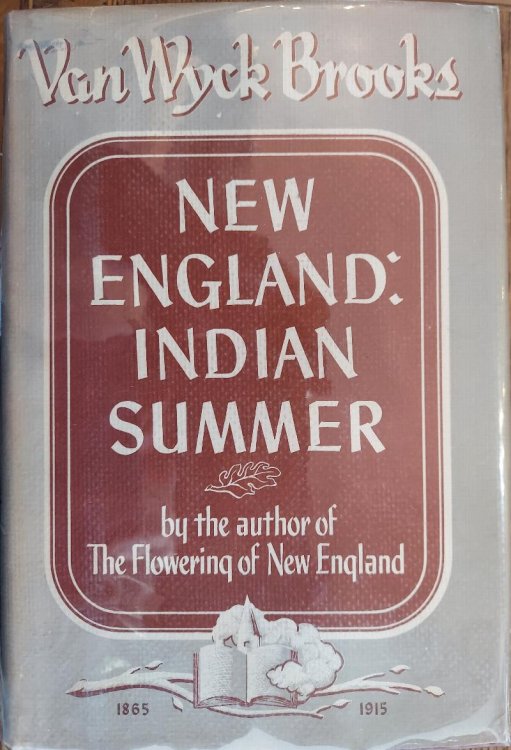 Van Wyck Brooks
NEW
ENGLAND:
INDIAN
SUMMER
by the author of
The Flowering of New England
1865 1915